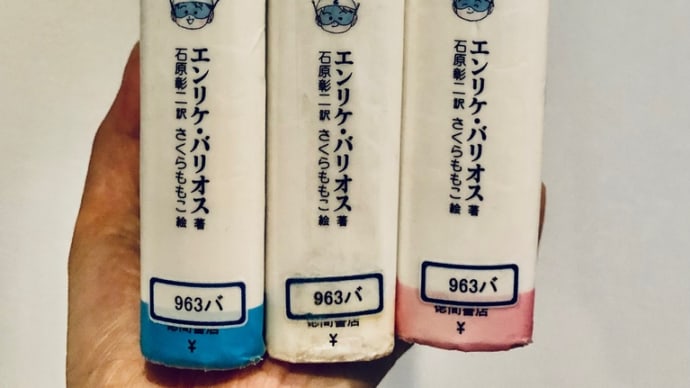 エンリケ・バリオス 著
石原彰二 訳 さくらももこ 絵
963バ
徳間書店
¥
エンリケ・バリオス 著
石原彰二 訳 さくらももこ 絵
963バ
徳間書店
¥
エンリケ・バリオス 著
石原彰二 訳 さくらももこ 絵
963バ
徳間書店
¥